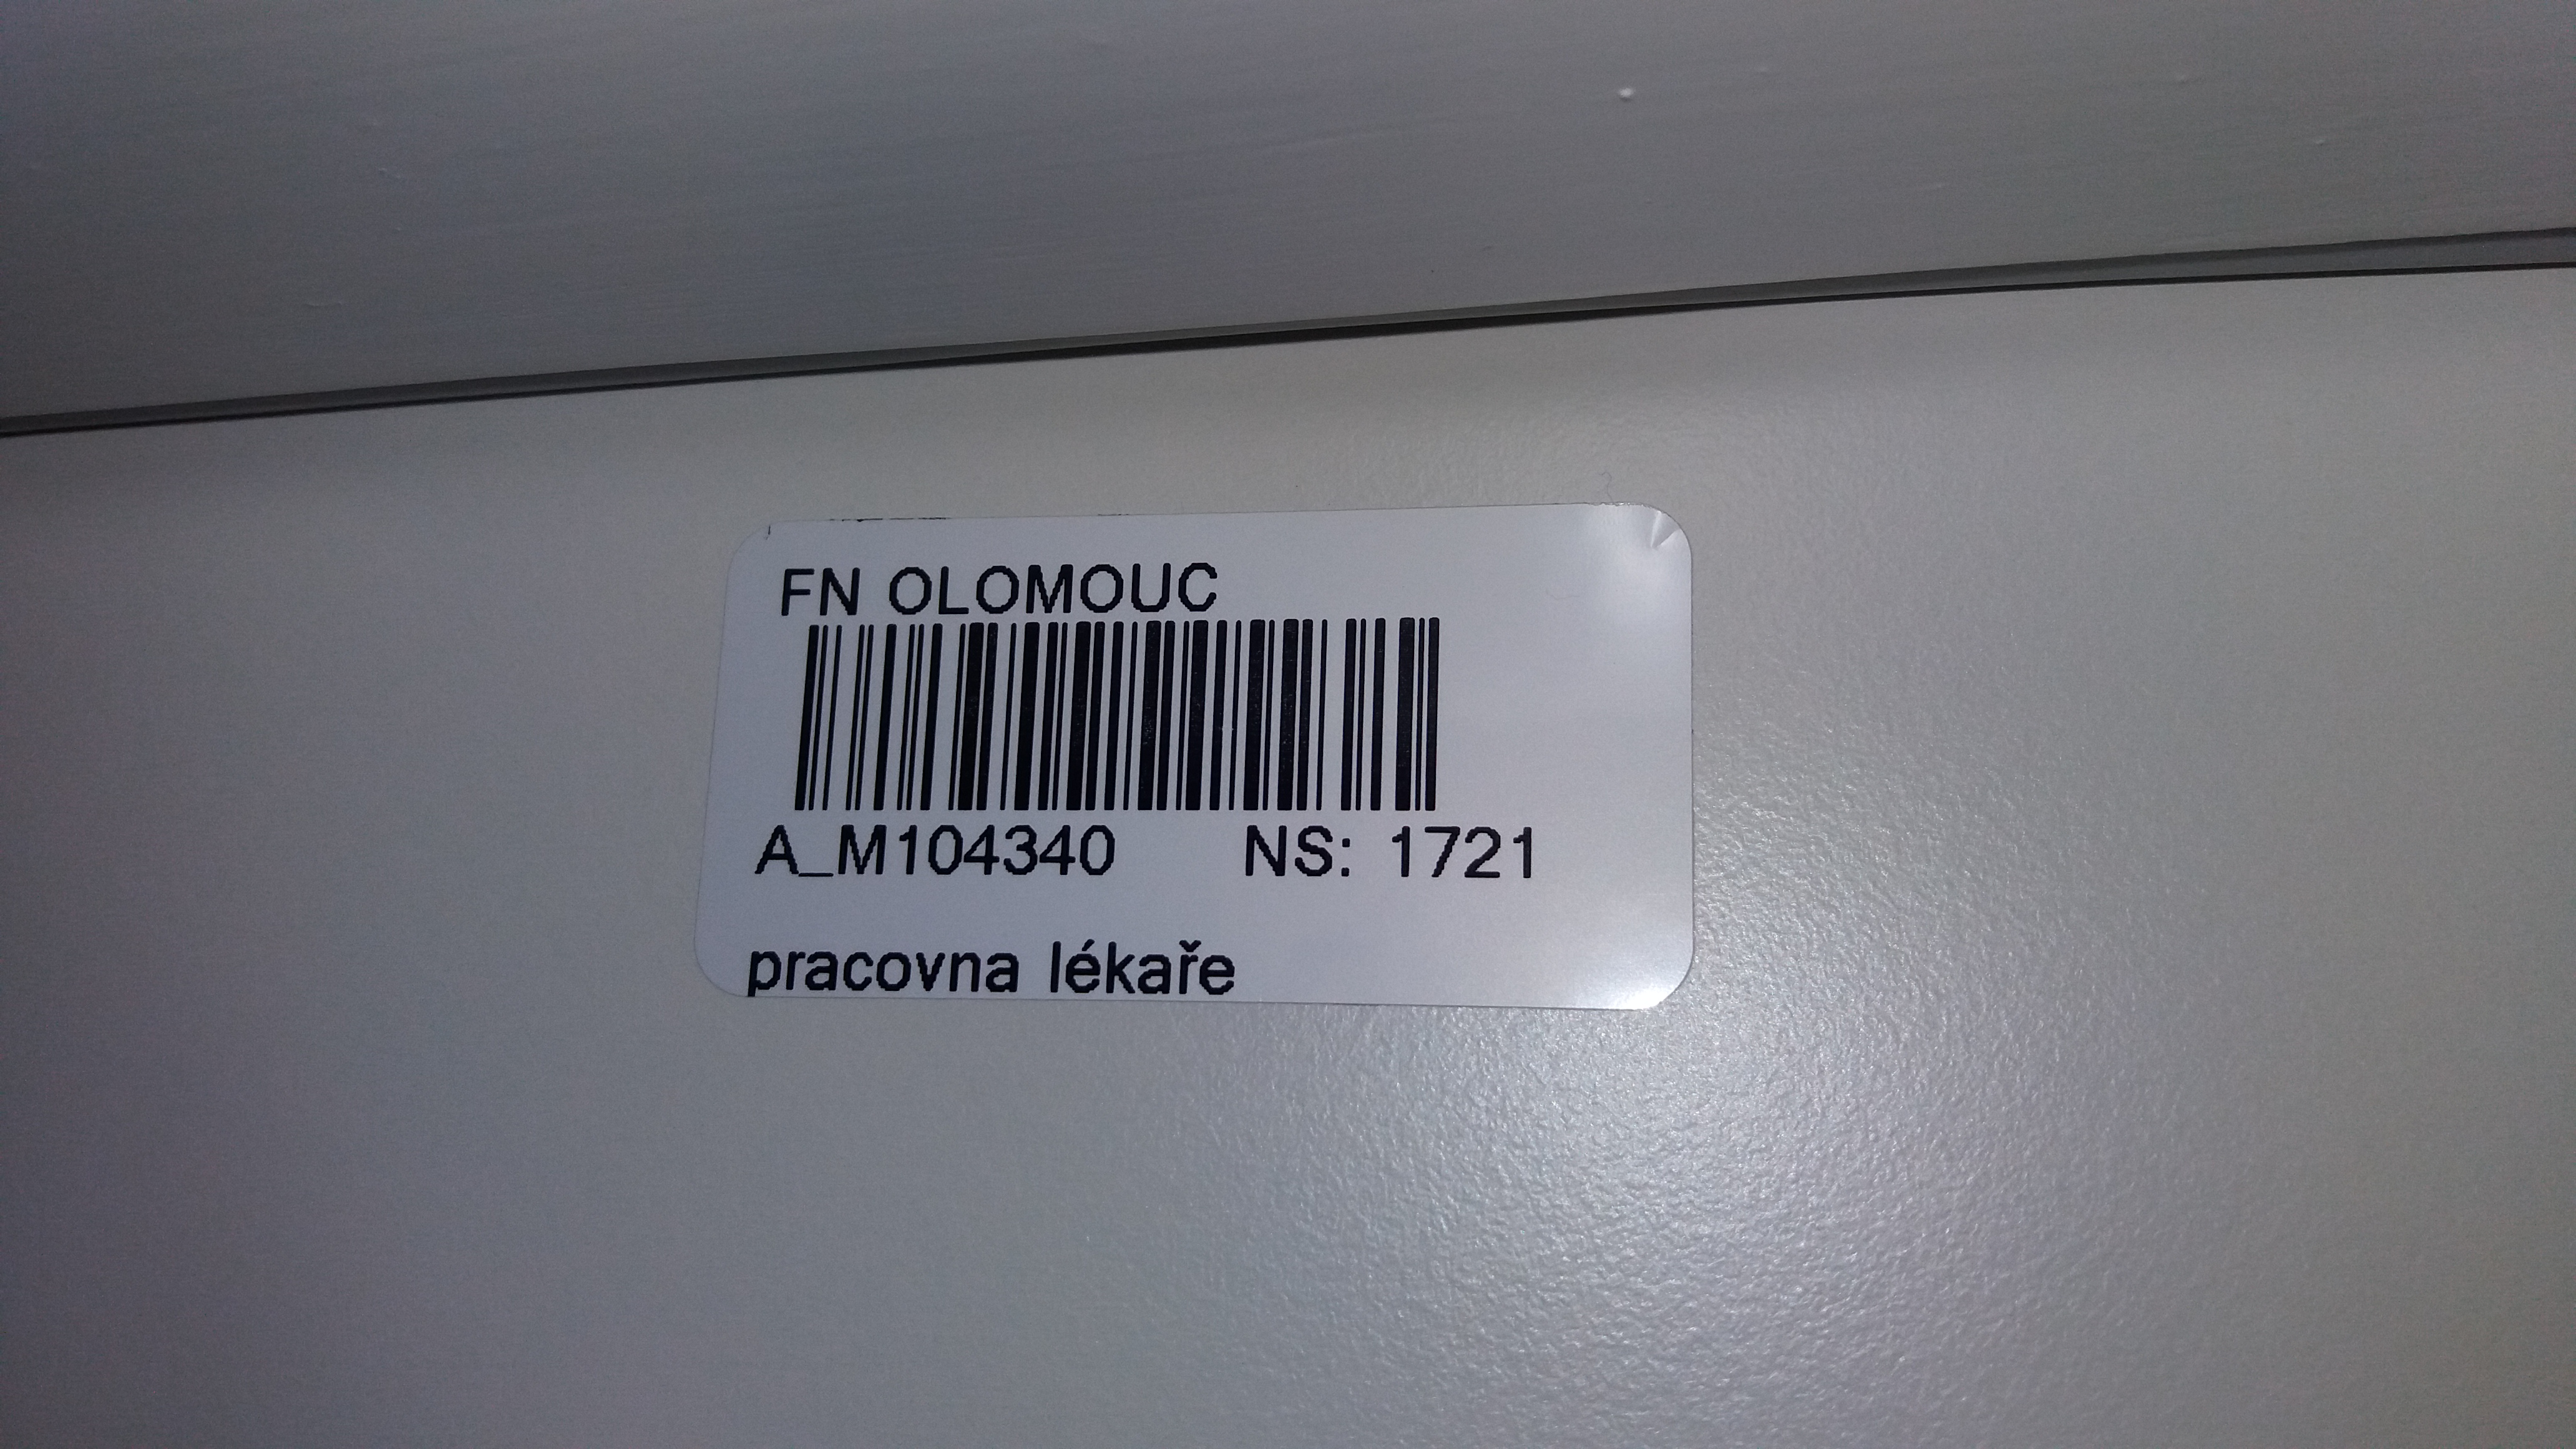 FN OLOMOUC
A_M104340 NS: 1721
pracovna lékaře